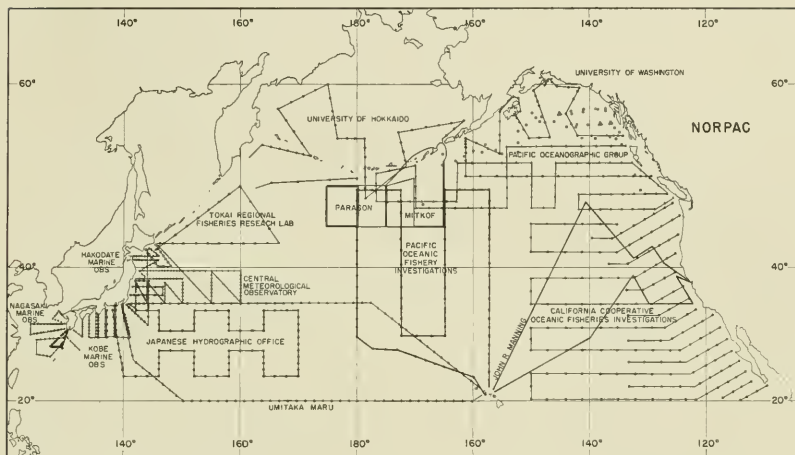 140° 160° 180° 160° 140° 120°
UNIVERSITY OF WASHINGTON
60° 60°
UNIVERSITY OF HOKKAIDO
NORPAC
PACIFIC OCEANOGRAPHIC GROUP
PARAGON
MITKOF
TOKAI REGIONAL
FISHERIES RESEACH LAB
PACIFIC
OCEANIC
FISHERY
INVESTIGATIONS
HAKODATE
MARINE
OBS
40° 40°
CENTRAL
METEOROLOGICAL
OBSERVATORY
NAGASAKI
MARINE
OBS
CALIFORNIA COOPERATIVE
OCEANIC FISHERIES INVESTIGATIONS
JAPANESE HYDROGRAPHIC OFFICE
KOBE
MARINE
OBS
JOHN R. MANNING
20° 20°
UMITAKA MARU
140° 160° 180° 160° 140° 120°